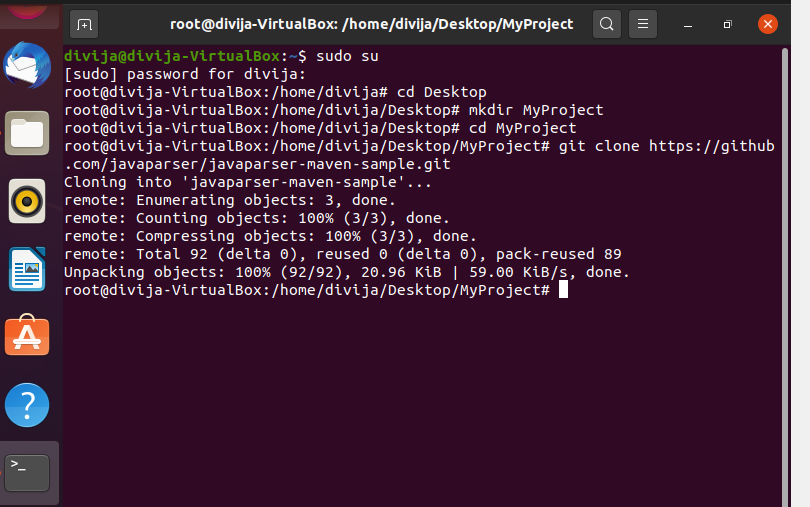 root@divija-VirtualBox: /home/divija/Desktop/MyProject
divija@divija-VirtualBox:~$ sudo su
[sudo] password for divija:
root@divija-VirtualBox:/home/divija# cd Desktop
root@divija-VirtualBox:/home/divija/Desktop# mkdir MyProject
root@divija-VirtualBox:/home/divija/Desktop# cd MyProject
root@divija-VirtualBox:/home/divija/Desktop/MyProject# git clone https://github
.com/javaparser/javaparser-maven-sample.git
Cloning into 'javaparser-maven-sample'...
remote: Enumerating objects: 3, done.
remote: Counting objects: 100% (3/3), done.
remote: Compressing objects: 100% (3/3), done.
remote: Total 92 (delta 0), reused 0 (delta 0), pack-reused 89
Unpacking objects: 100% (92/92), 20.96 KiB | 59.00 KiB/s, done.
root@divija-VirtualBox:/home/divija/Desktop/MyProject#